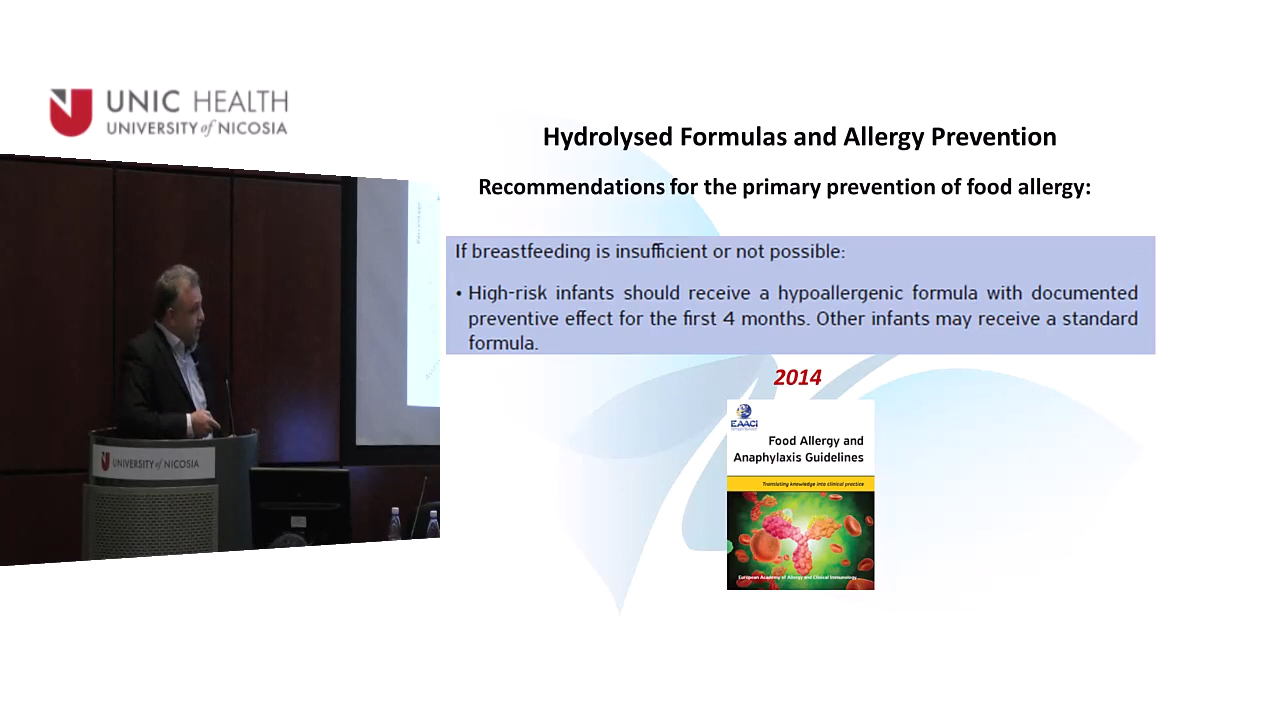 UNIC HEALTH
UNIVERSITY of NICOSIA
Hydrolysed Formulas and Allergy Prevention
Recommendations for the primary prevention of food allergy:
If breastfeeding is insufficient or not possible:
• High-risk infants should receive a hypoallergenic formula with documented
preventive effect for the first 4 months. Other infants may receive a standard
formula.
2014
EAACI
Food Allergy and
Anaphylaxis Guidelines
Translating knowledge into clinical practice
European Academy of Allergy and Clinical Immunology
UNIVERSITY of NICOSIA